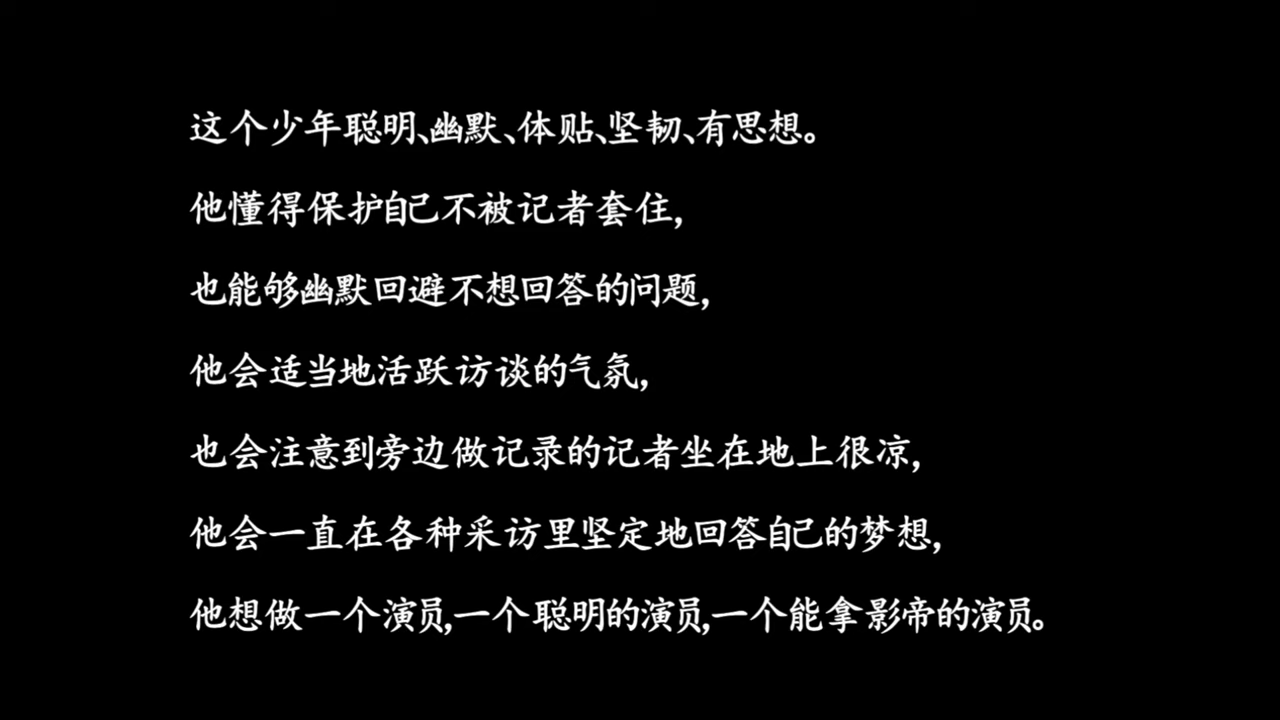 这个少年聪明、幽默、体贴、坚韧、有思想。
他懂得保护自己不被记者套住,
也能够幽默回避不想回答的问题,
他会适当地活跃访谈的气氛,
也会注意到旁边做记录的记者坐在地上很凉,
他会一直在各种采访里坚定地回答自己的梦想,
他想做一个演员,一个聪明的演员,一个能拿影帝的演员。